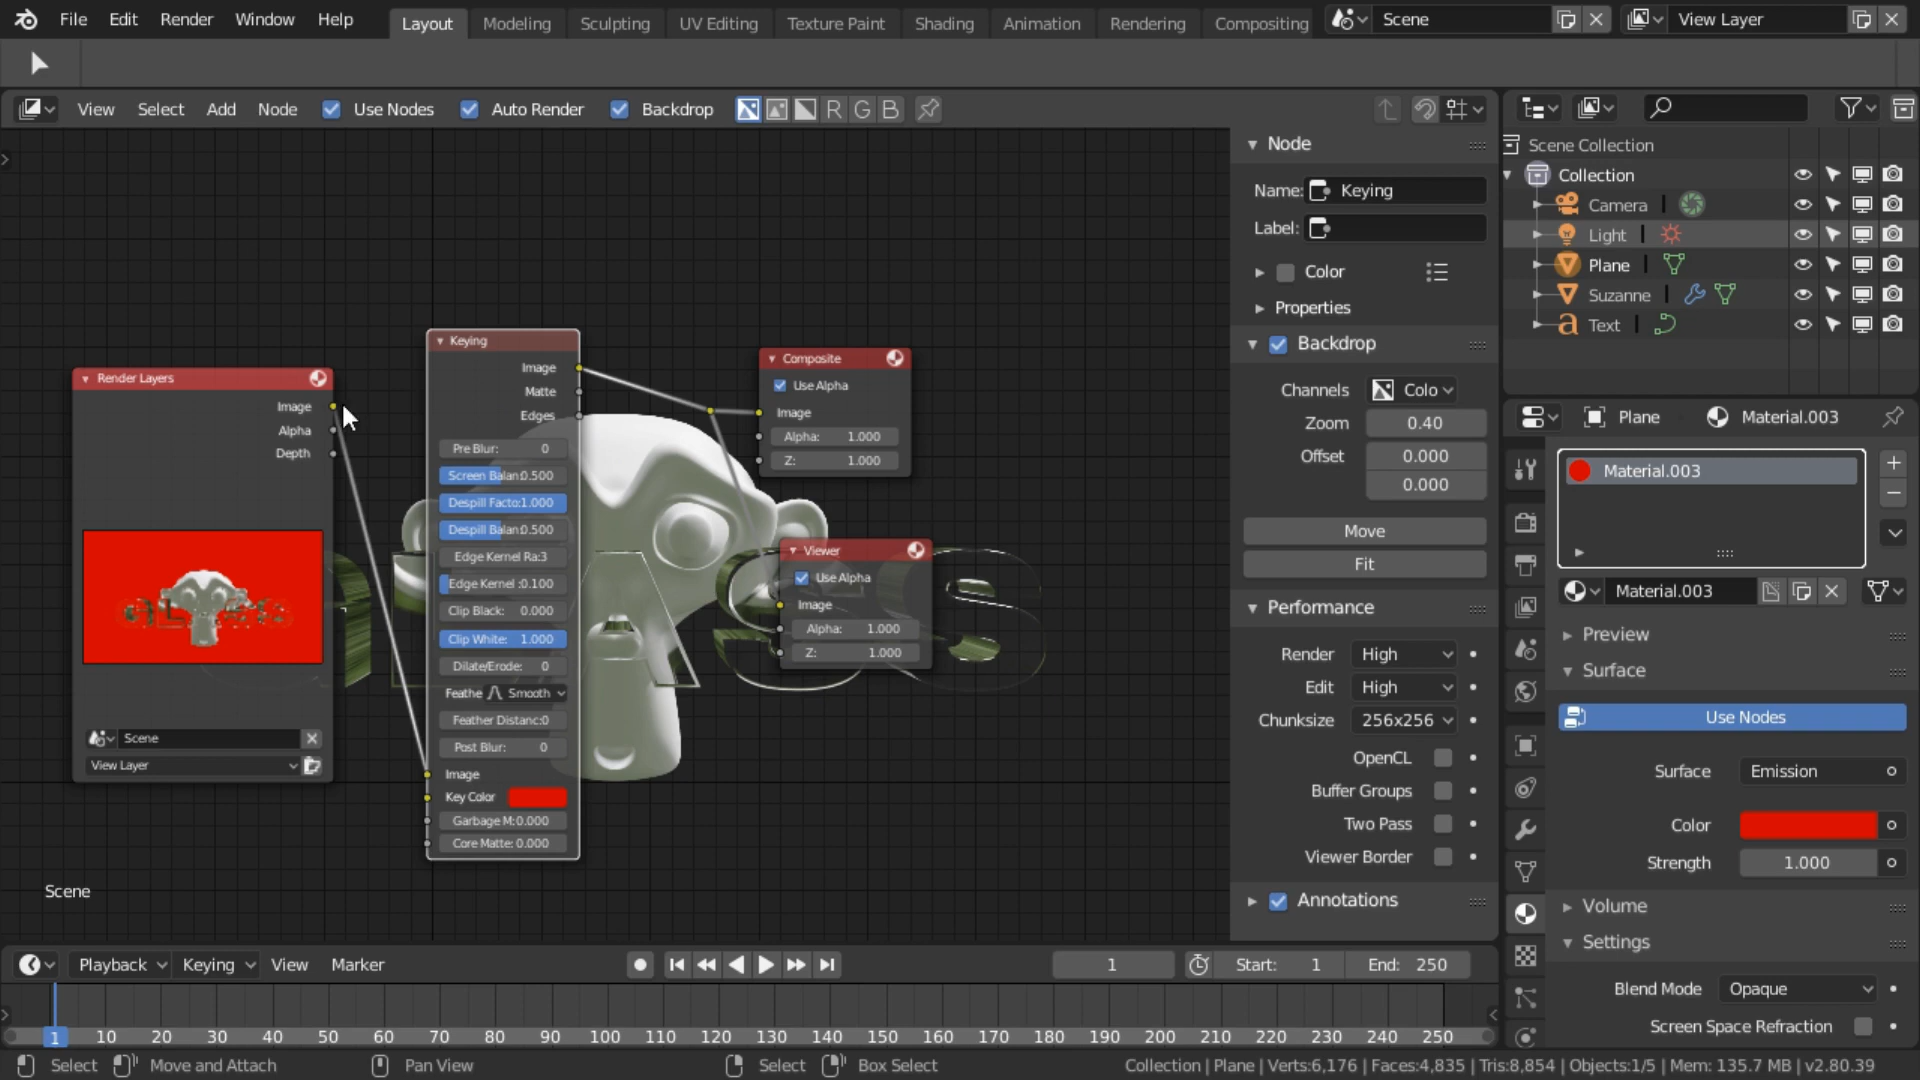 File Edit Render Window Help Layout Modeling Sculpting UV Editing Texture Paint Shading Animation Rendering Compositing Scene View Layer
View Select Add Node Use Nodes Auto Render Backdrop R G B
Node
Name: Keying
Label:
Color
Properties
Backdrop
Channels Colo
Zoom 0.40
Offset 0.000
0.000
Move
Fit
Performance
Render High
Edit High
Chunksize 256x256
OpenCL
Buffer Groups
Two Pass
Viewer Border
Annotations
Render Layers
Image
Alpha
Depth
Scene
View Layer
Keying
Image
Matte
Edges
Pre Blur: 0
Screen Balan:0.500
Despill Facto:1.000
Despill Balan:0.500
Edge Kernel Ra:3
Edge Kernel :0.100
Clip Black: 0.000
Clip White: 1.000
Dilate/Erode: 0
Feathe Smooth
Feather Distanc:0
Post Blur: 0
Image
Key Color
Garbage M:0.000
Core Matte: 0.000
Composite
Use Alpha
Image
Alpha: 1.000
Z: 1.000
Viewer
Use Alpha
Image
Alpha: 1.000
Z: 1.000
Scene
Scene Collection
Collection
Camera
Light
Plane
Suzanne
Text
Plane Material.003
Material.003
Material.003
Preview
Surface
Use Nodes
Surface Emission
Color
Strength 1.000
Volume
Settings
Blend Mode Opaque
Screen Space Refraction
Playback Keying View Marker 1 Start: 1 End: 250
1 10 20 30 40 50 60 70 80 90 100 110 120 130 140 150 160 170 180 190 200 210 220 230 240 250
Select Move and Attach Pan View Select Box Select Collection | Plane | Verts:6,176 | Faces:4,835 | Tris:8,854 | Objects:1/5 | Mem: 135.7 MB | v2.80.39